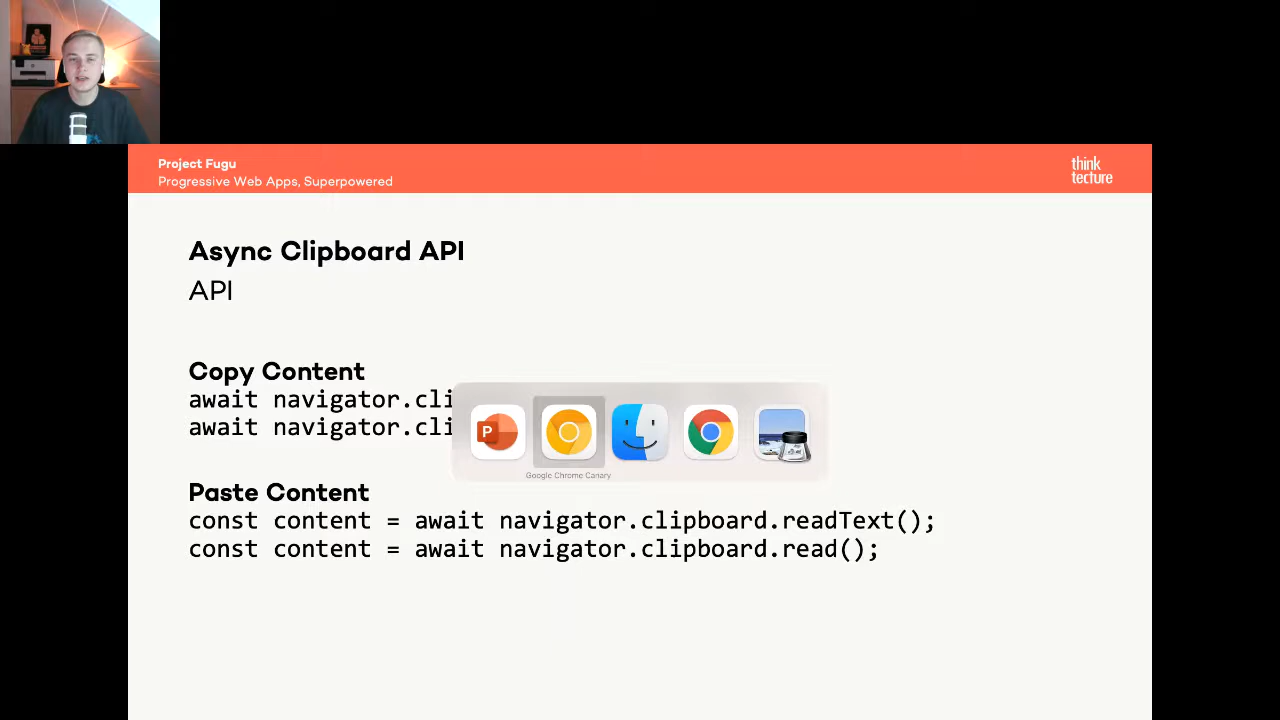 Project Fugu
Progressive Web Apps, Superpowered
think
tecture
Async Clipboard API
API
Copy Content
await navigator.cli
await navigator.cli
P
Google Chrome Canary
Paste Content
const content = await navigator.clipboard.readText();
const content = await navigator.clipboard.read();